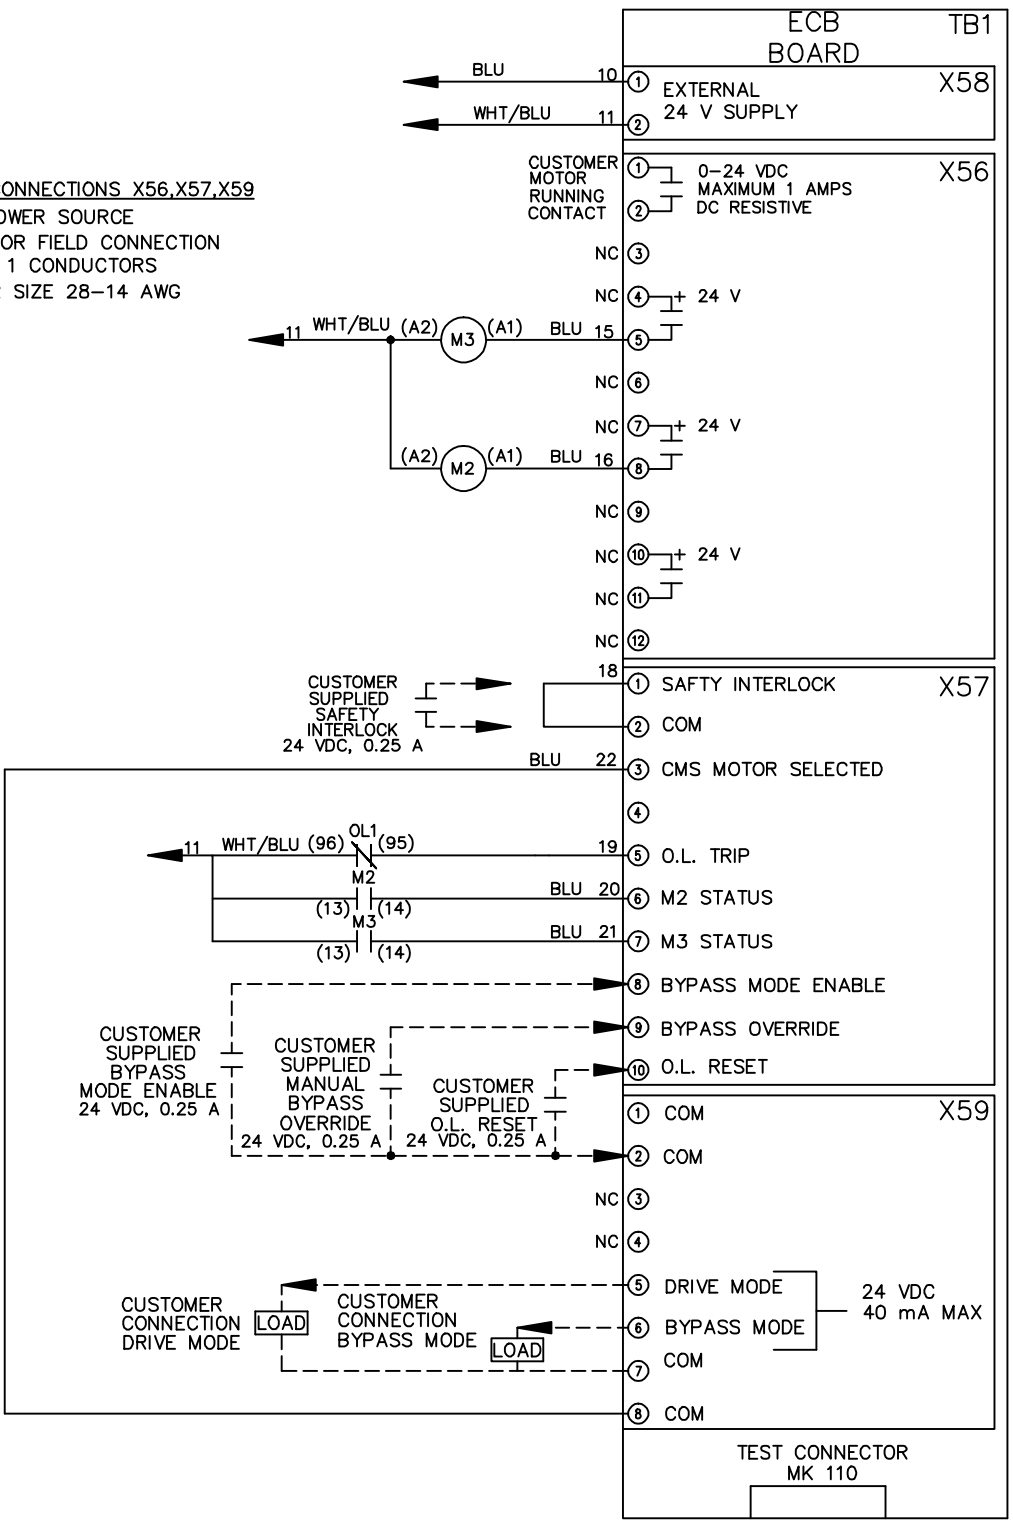 ECB
BOARD
TB1
BLU
10
1
EXTERNAL
24 V SUPPLY
X58
WHT/BLU
11
2
CONNECTIONS X56,X57,X59
OWER SOURCE
OR FIELD CONNECTION
1 CONDUCTORS
SIZE 28-14 AWG
CUSTOMER
MOTOR
RUNNING
CONTACT
1
2
0-24 VDC
MAXIMUM 1 AMPS
DC RESISTIVE
X56
NC 3
NC 4 + 24 V
11 WHT/BLU (A2) M3 (A1) BLU 15 5
NC 6
NC 7 + 24 V
(A2) M2 (A1) BLU 16 8
NC 9
NC 10 + 24 V
NC 11
NC 12
CUSTOMER
SUPPLIED
SAFETY
INTERLOCK
24 VDC, 0.25 A
18 1 SAFTY INTERLOCK
X57
2 COM
BLU 22 3 CMS MOTOR SELECTED
4
OL1
11 WHT/BLU (96) (95) 19 5 O.L. TRIP
M2
(13) (14) BLU 20 6 M2 STATUS
M3
(13) (14) BLU 21 7 M3 STATUS
8 BYPASS MODE ENABLE
9 BYPASS OVERRIDE
10 O.L. RESET
CUSTOMER
SUPPLIED
BYPASS
MODE ENABLE
24 VDC, 0.25 A
CUSTOMER
SUPPLIED
MANUAL
BYPASS
OVERRIDE
24 VDC, 0.25 A
CUSTOMER
SUPPLIED
O.L. RESET
24 VDC, 0.25 A
1 COM
X59
2 COM
NC 3
NC 4
5 DRIVE MODE
6 BYPASS MODE
24 VDC
40 mA MAX
CUSTOMER
CONNECTION
DRIVE MODE
LOAD
CUSTOMER
CONNECTION
BYPASS MODE
LOAD
7 COM
8 COM
TEST CONNECTOR
MK 110